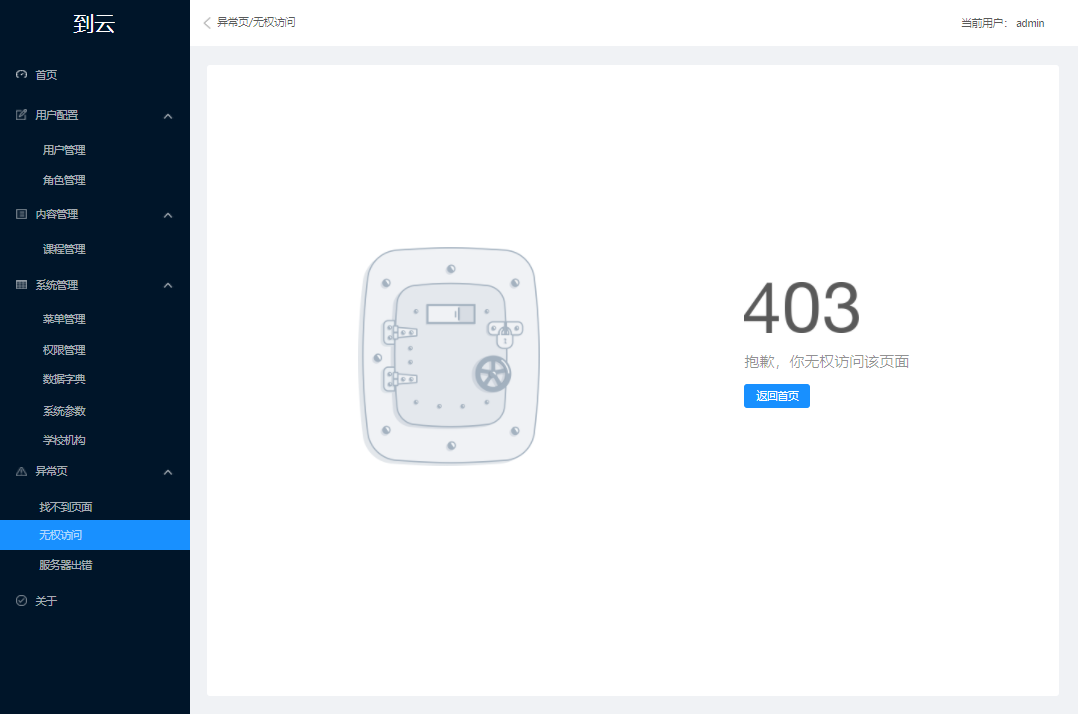 到云
首页
用户配置
用户管理
角色管理
内容管理
课程管理
系统管理
菜单管理
权限管理
数据字典
系统参数
学校机构
异常页
找不到页面
无权访问
服务器出错
关于
异常页/无权访问
当前用户： admin
403
抱歉，你无权访问该页面
返回首页